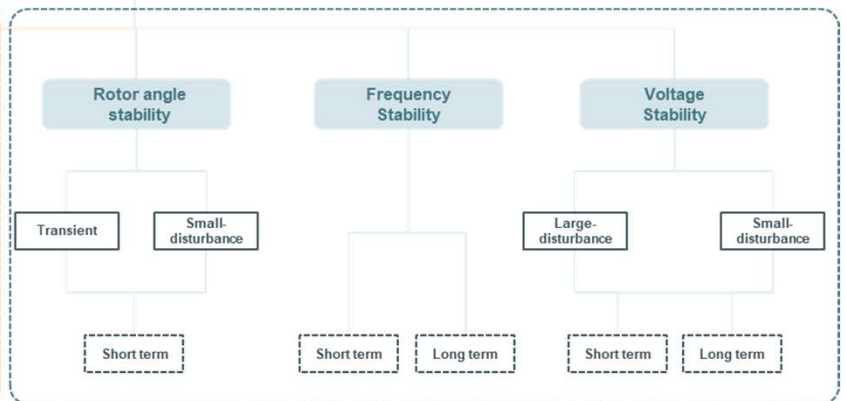 Rotor angle
stability
Frequency
Stability
Voltage
Stability
Transient
Small-
disturbance
Large-
disturbance
Small-
disturbance
Short term
Short term
Long term
Short term
Long term